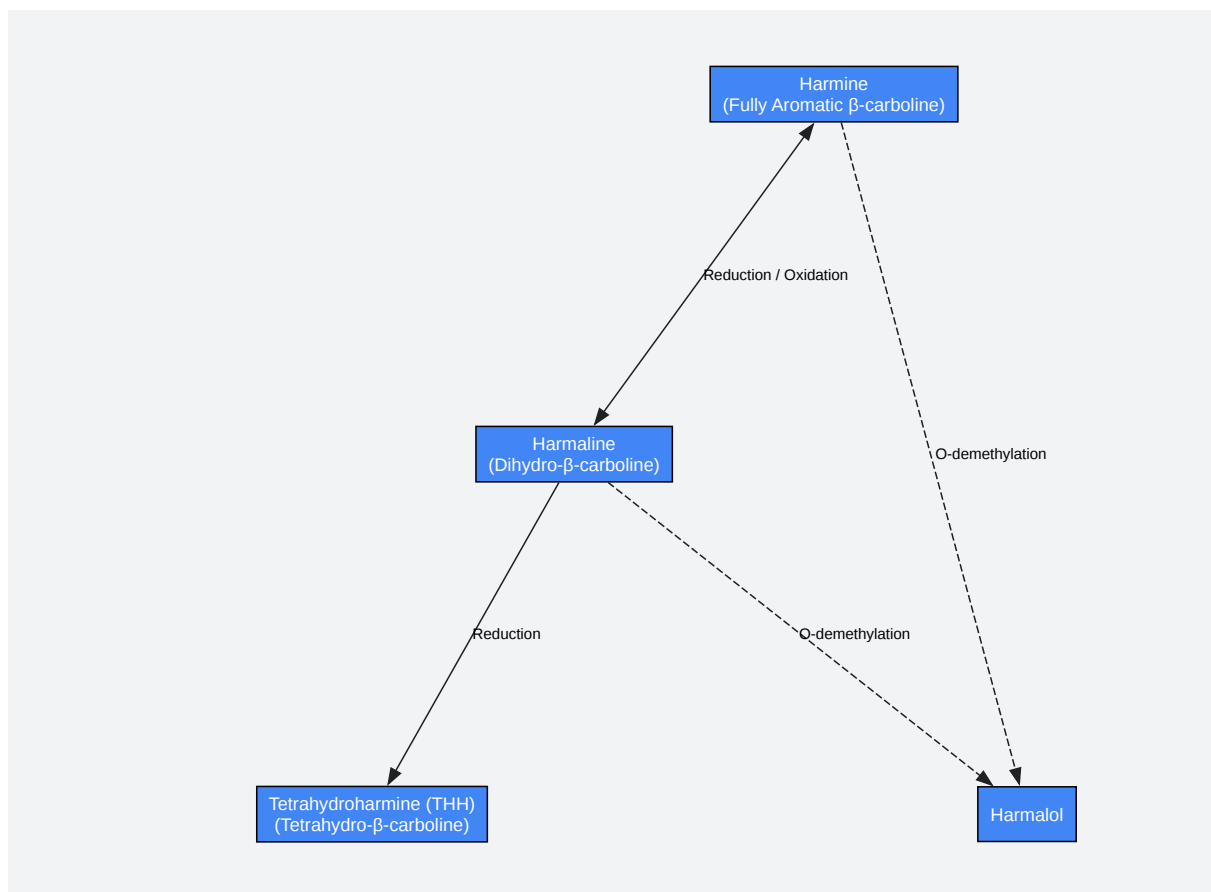 Harmine
(Fully Aromatic β-carboline)
Reduction / Oxidation
Harmaline
(Dihydro-β-carboline)
O-demethylation
Reduction
O-demethylation
Tetrahydroharmine (THH)
(Tetrahydro-β-carboline)
Harmalol